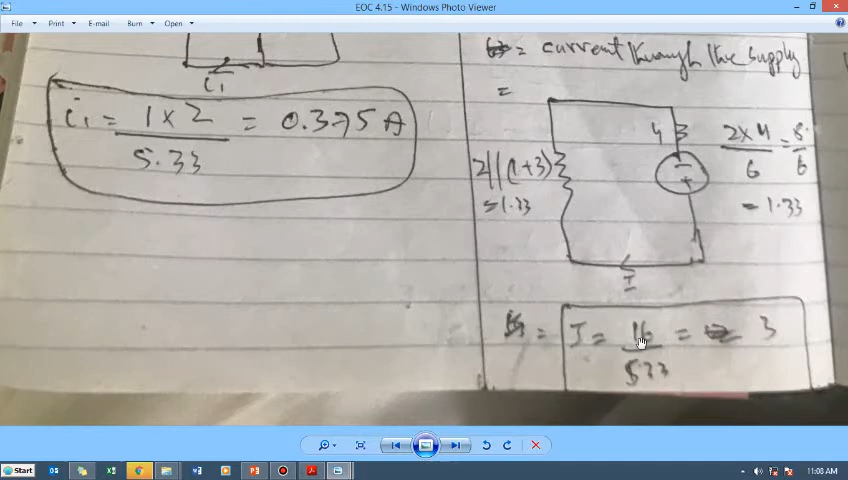 EOC 4.15 - Windows Photo Viewer
File Print E-mail Burn Open
i1
i1 = 1 x 2 = 0.375 A
5.33
= current through the supply
=
4
2 x 4 = 8
6 6
= 1.33
2||(1+3)
= 1.33
-
+
I
= I = 16 = 3
5.33
Start
11:08 AM